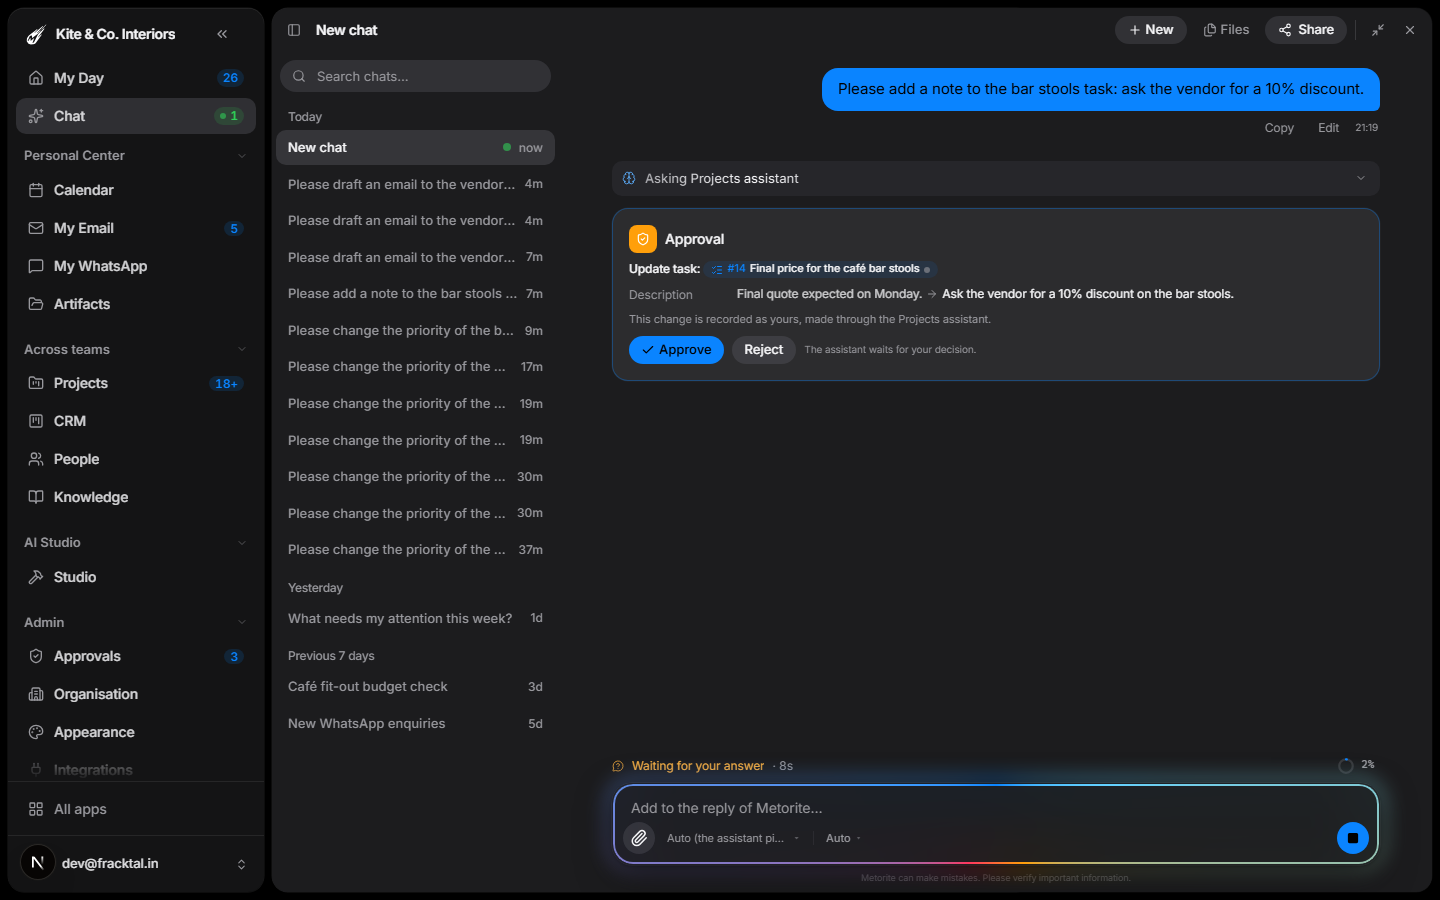 Kite & Co. Interiors
My Day 26
Chat 1
Personal Center
Calendar
My Email 5
My WhatsApp
Artifacts
Across teams
Projects 18+
CRM
People
Knowledge
AI Studio
Studio
Admin
Approvals 3
Organisation
Appearance
Integrations
All apps
N dev@fracktal.in
New chat
Search chats...
Today
New chat now
Please draft an email to the vendor... 4m
Please draft an email to the vendor... 4m
Please draft an email to the vendor... 7m
Please add a note to the bar stools ... 7m
Please change the priority of the b... 9m
Please change the priority of the ... 17m
Please change the priority of the ... 19m
Please change the priority of the ... 19m
Please change the priority of the ... 30m
Please change the priority of the ... 30m
Please change the priority of the ... 37m
Yesterday
What needs my attention this week? 1d
Previous 7 days
Café fit-out budget check 3d
New WhatsApp enquiries 5d
New Files Share
Please add a note to the bar stools task: ask the vendor for a 10% discount.
Copy Edit 21:19
Asking Projects assistant
Approval
Update task: #14 Final price for the café bar stools
Description Final quote expected on Monday. → Ask the vendor for a 10% discount on the bar stools.
This change is recorded as yours, made through the Projects assistant.
Approve Reject The assistant waits for your decision.
Waiting for your answer · 8s 2%
Add to the reply of Metorite...
Auto (the assistant pi... Auto
Metorite can make mistakes. Please verify important information.